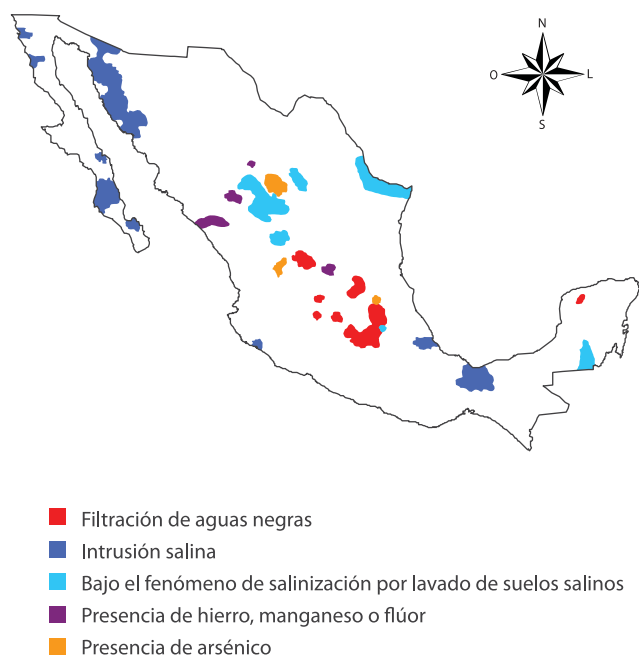 N
O
L
S
Filtración de aguas negras
Intrusión salina
Bajo el fenómeno de salinización por lavado de suelos salinos
Presencia de hierro, manganeso o flúor
Presencia de arsénico